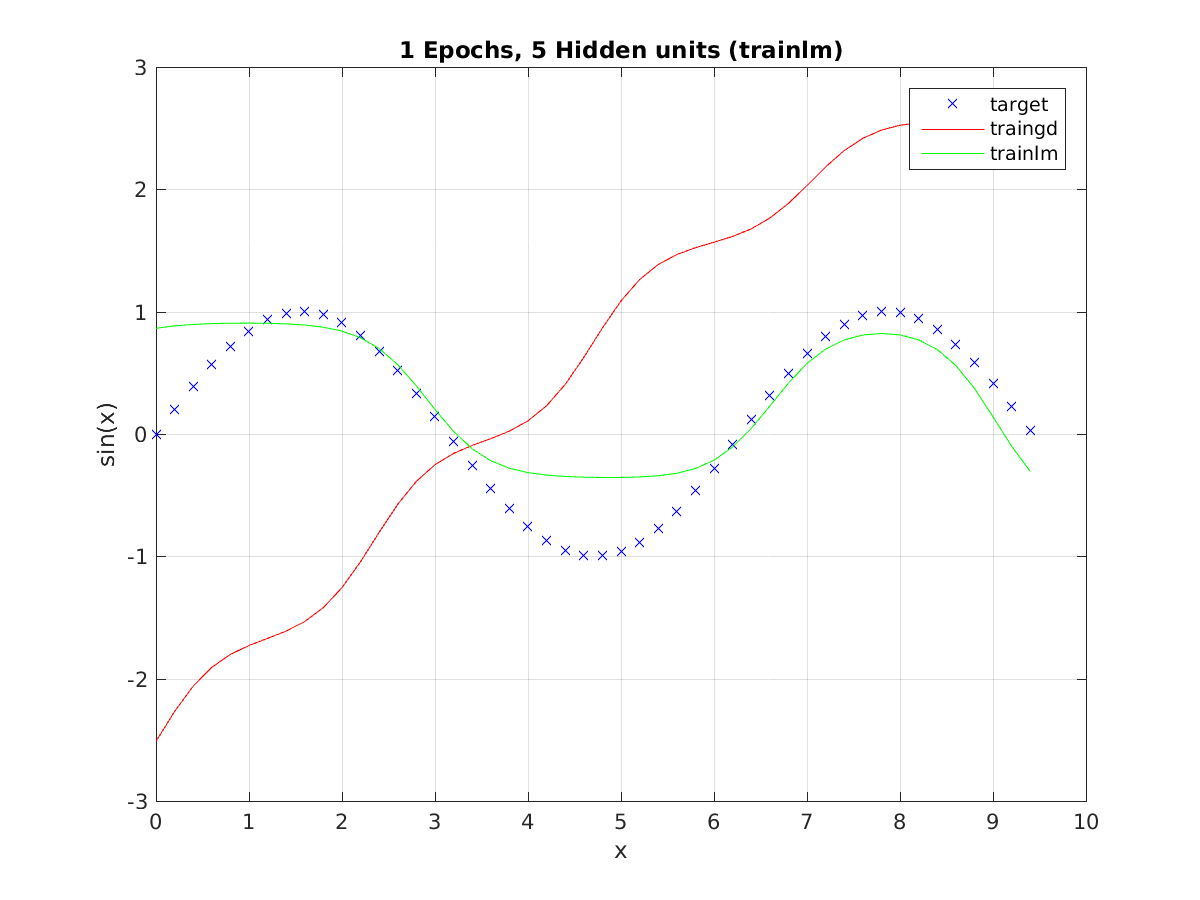 1 Epochs, 5 Hidden units (trainlm)
target
traingd
trainlm
3
2
1
0
-1
-2
-3
sin(x)
0 1 2 3 4 5 6 7 8 9 10
x